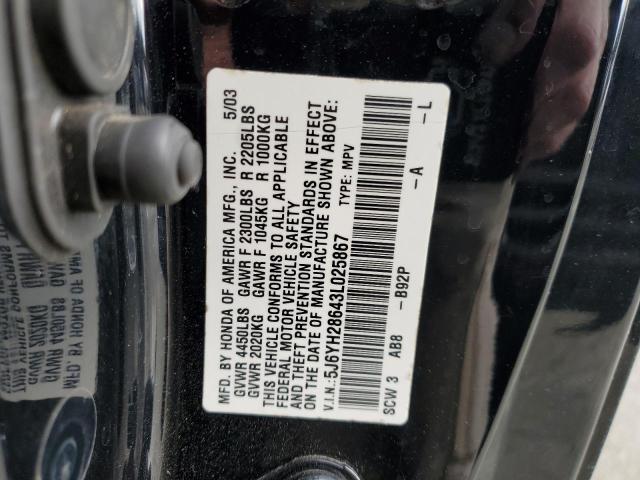 MFD. BY HONDA OF AMERICA MFG., INC. 5/03
GVWR 4450LBS GAWR F 2300LBS R 2205LBS
GVWR 2020KG GAWR F 1045KG R 1000KG
THIS VEHICLE CONFORMS TO ALL APPLICABLE
FEDERAL MOTOR VEHICLE SAFETY
AND THEFT PREVENTION STANDARDS IN EFFECT
ON THE DATE OF MANUFACTURE SHOWN ABOVE:
V.I.N.:5J6YH28643L025867 TYPE: MPV
SCW 3 AB8 -B92P -A -L